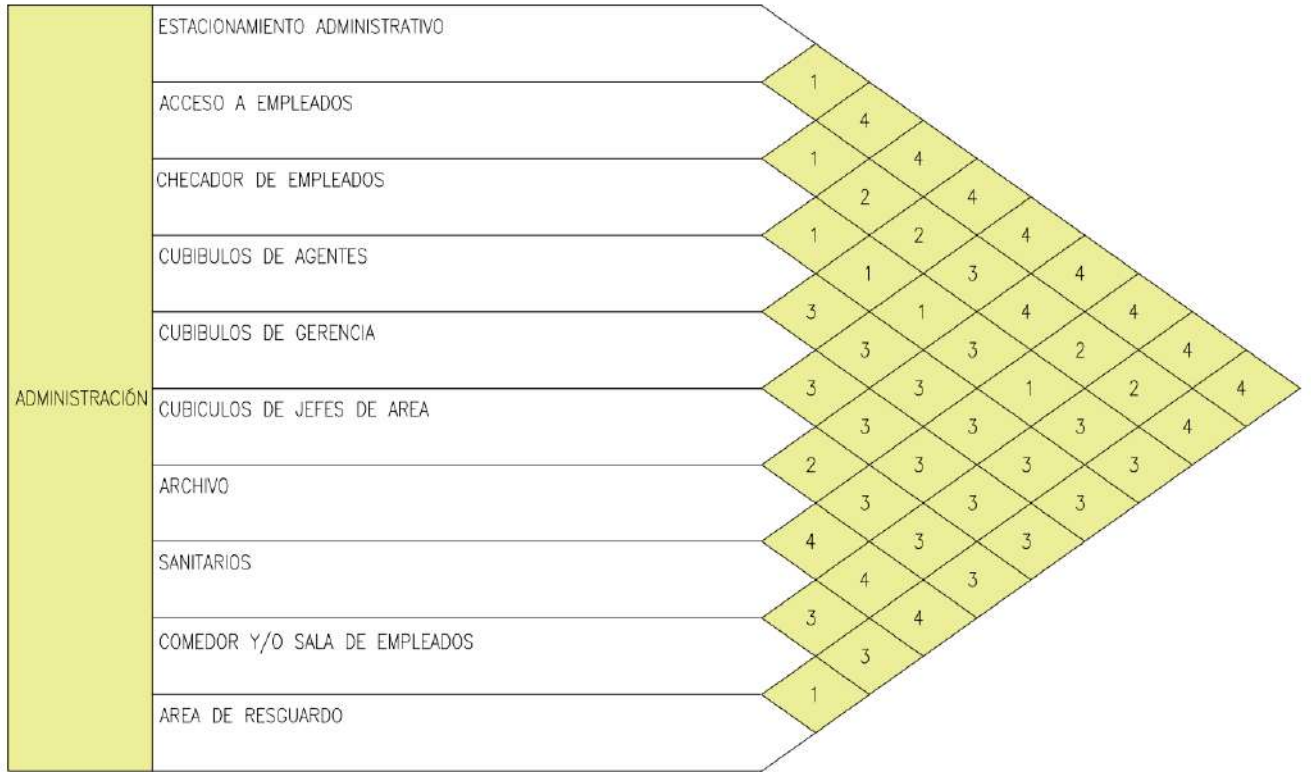 ESTACIONAMIENTO ADMINISTRATIVO
1
ACCESO A EMPLEADOS
4
1 4
CHECADOR DE EMPLEADOS
2 4
1 2 4
CUBIBULOS DE AGENTES
1 3 4
3 1 4 4
CUBIBULOS DE GERENCIA
3 3 2 4
3 3 1 2 4
ADMINISTRACIÓN
CUBICULOS DE JEFES DE AREA
3 3 3 4
2 3 3 3
ARCHIVO
3 3 3
4 3 3
SANITARIOS
4 3
3 4
COMEDOR Y/O SALA DE EMPLEADOS
3
1
AREA DE RESGUARDO